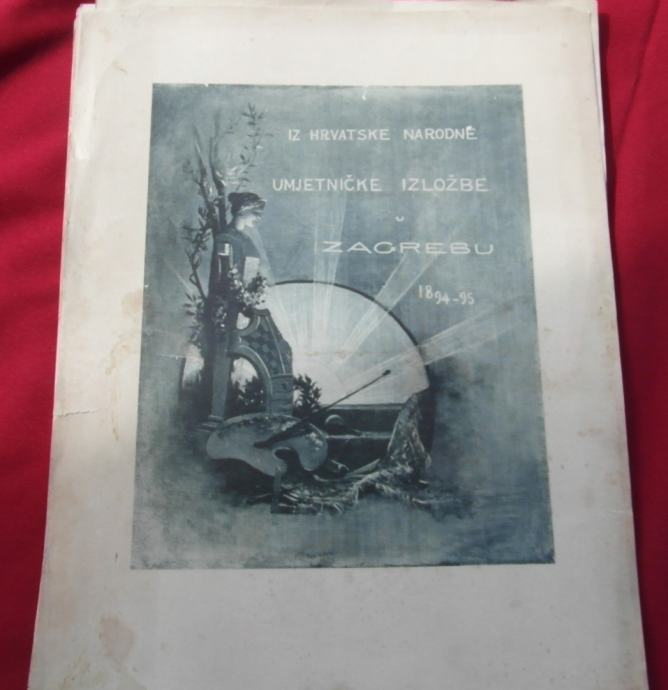 IZ HRVATSKE NARODNE
UMJETNIČKE IZLOŽBE
U
ZAGREBU
1894-95